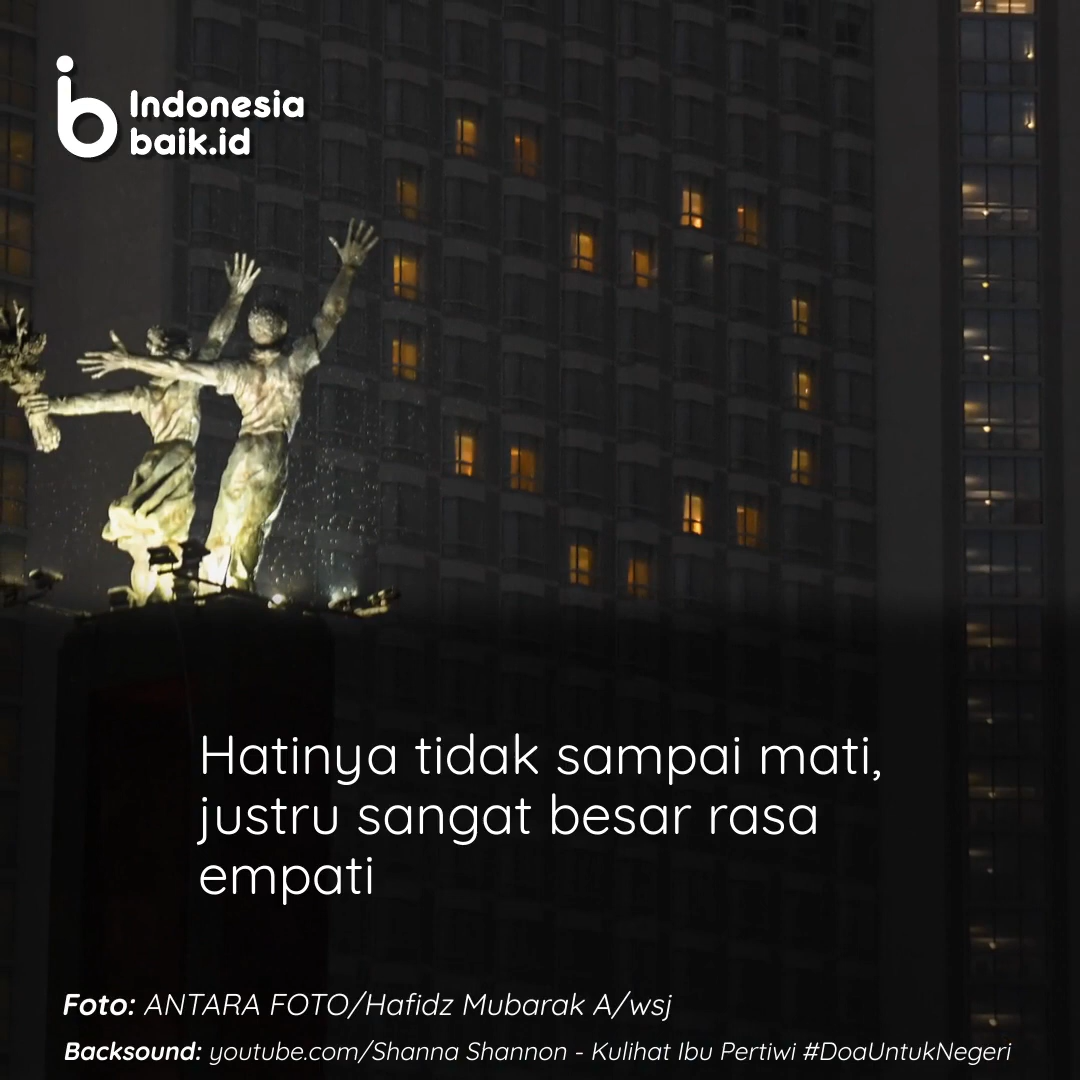 Indonesia
baik.id
Hatinya tidak sampai mati,
justru sangat besar rasa
empati
Foto: ANTARA FOTO/Hafidz Mubarak A/wsj
Backsound: youtube.com/Shanna Shannon - Kulihat Ibu Pertiwi #DoaUntukNegeri